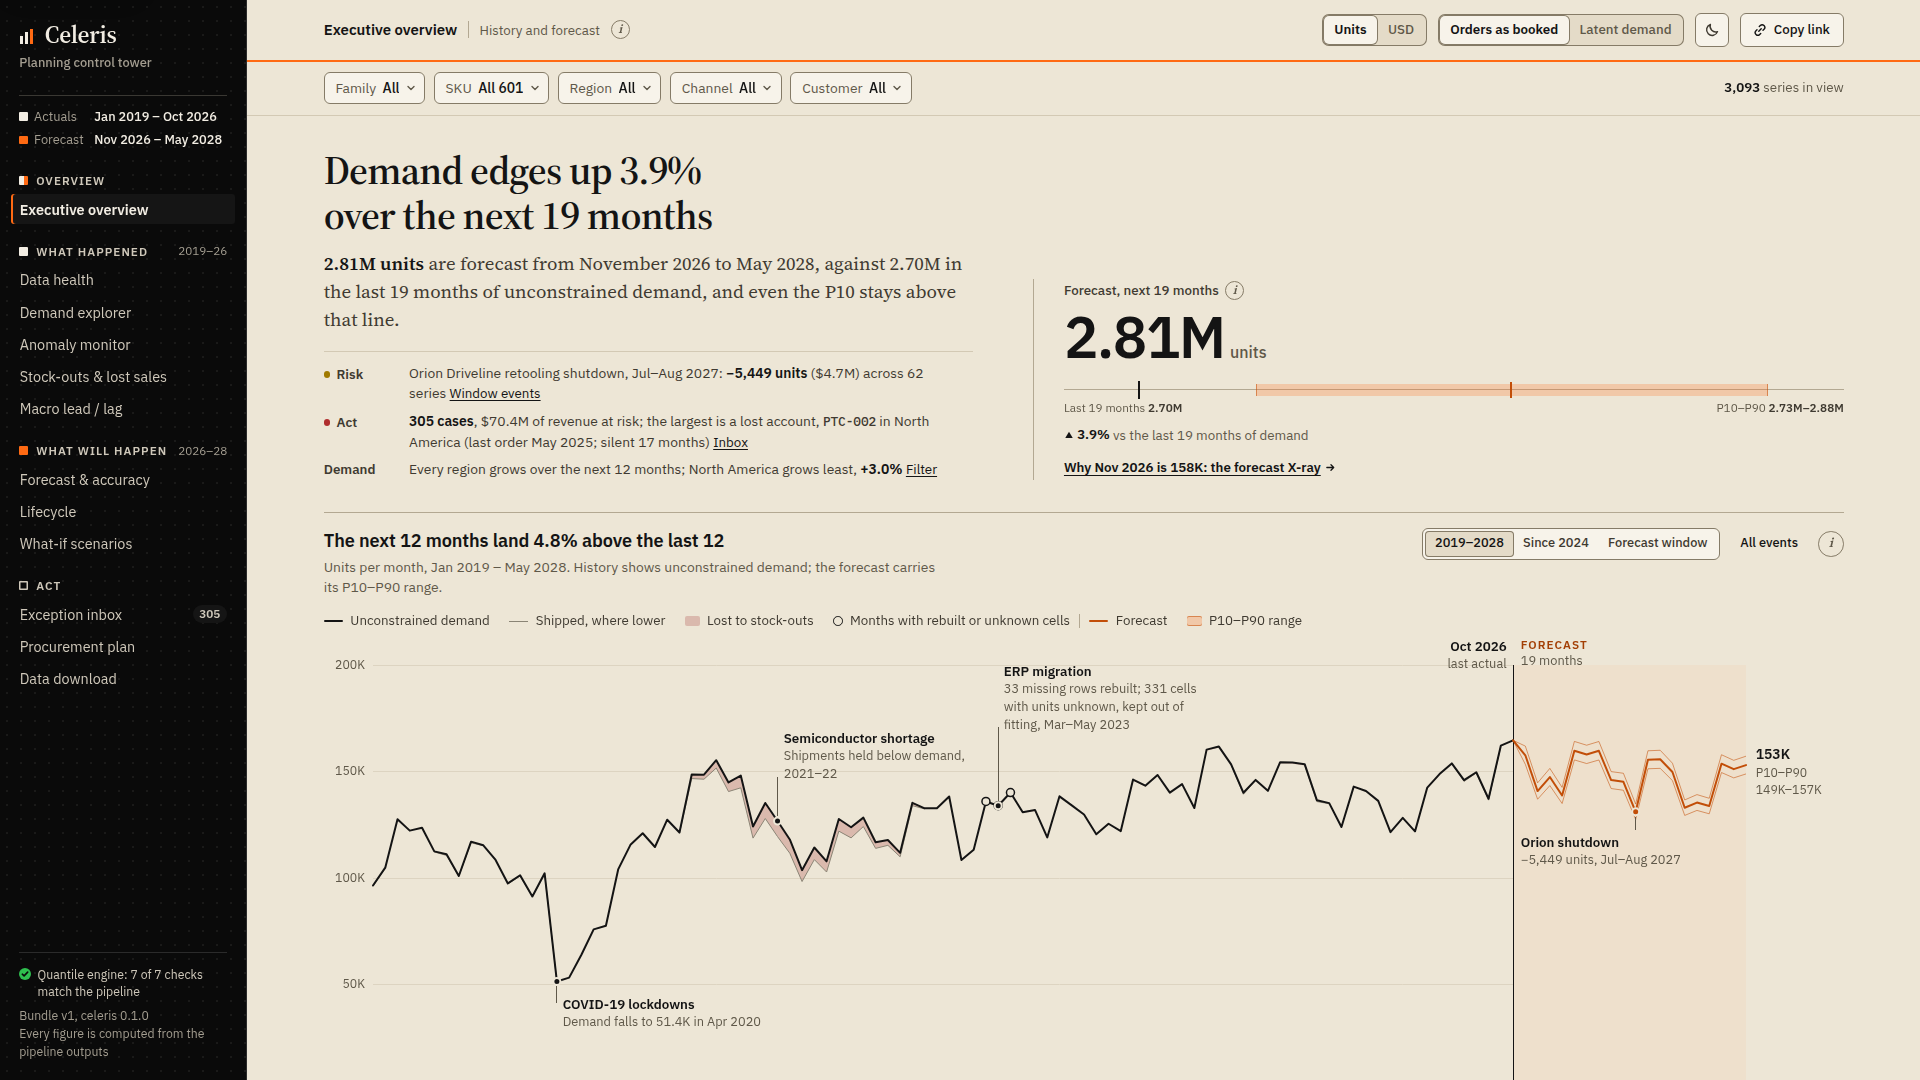 Celeris
Planning control tower
Actuals Jan 2019 – Oct 2026
Forecast Nov 2026 – May 2028
OVERVIEW
Executive overview
WHAT HAPPENED 2019–26
Data health
Demand explorer
Anomaly monitor
Stock-outs & lost sales
Macro lead / lag
WHAT WILL HAPPEN 2026–28
Forecast & accuracy
Lifecycle
What-if scenarios
ACT
Exception inbox 305
Procurement plan
Data download
Quantile engine: 7 of 7 checks
match the pipeline
Bundle v1, celeris 0.1.0
Every figure is computed from the
pipeline outputs
Executive overview History and forecast i
Units USD Orders as booked Latent demand Copy link
Family All SKU All 601 Region All Channel All Customer All
3,093 series in view
Demand edges up 3.9%
over the next 19 months
2.81M units are forecast from November 2026 to May 2028, against 2.70M in
the last 19 months of unconstrained demand, and even the P10 stays above
that line.
Risk Orion Driveline retooling shutdown, Jul–Aug 2027: −5,449 units ($4.7M) across 62
series Window events
Act 305 cases, $70.4M of revenue at risk; the largest is a lost account, PTC-002 in North
America (last order May 2025; silent 17 months) Inbox
Demand Every region grows over the next 12 months; North America grows least, +3.0% Filter
Forecast, next 19 months i
2.81M units
Last 19 months 2.70M
P10–P90 2.73M–2.88M
▲ 3.9% vs the last 19 months of demand
Why Nov 2026 is 158K: the forecast X-ray →
The next 12 months land 4.8% above the last 12
Units per month, Jan 2019 – May 2028. History shows unconstrained demand; the forecast carries
its P10–P90 range.
2019–2028 Since 2024 Forecast window All events i
Unconstrained demand Shipped, where lower Lost to stock-outs Months with rebuilt or unknown cells Forecast P10–P90 range
Oct 2026
last actual
FORECAST
19 months
200K
150K
100K
50K
ERP migration
33 missing rows rebuilt; 331 cells
with units unknown, kept out of
fitting, Mar–May 2023
Semiconductor shortage
Shipments held below demand,
2021–22
153K
P10–P90
149K–157K
Orion shutdown
−5,449 units, Jul–Aug 2027
COVID-19 lockdowns
Demand falls to 51.4K in Apr 2020